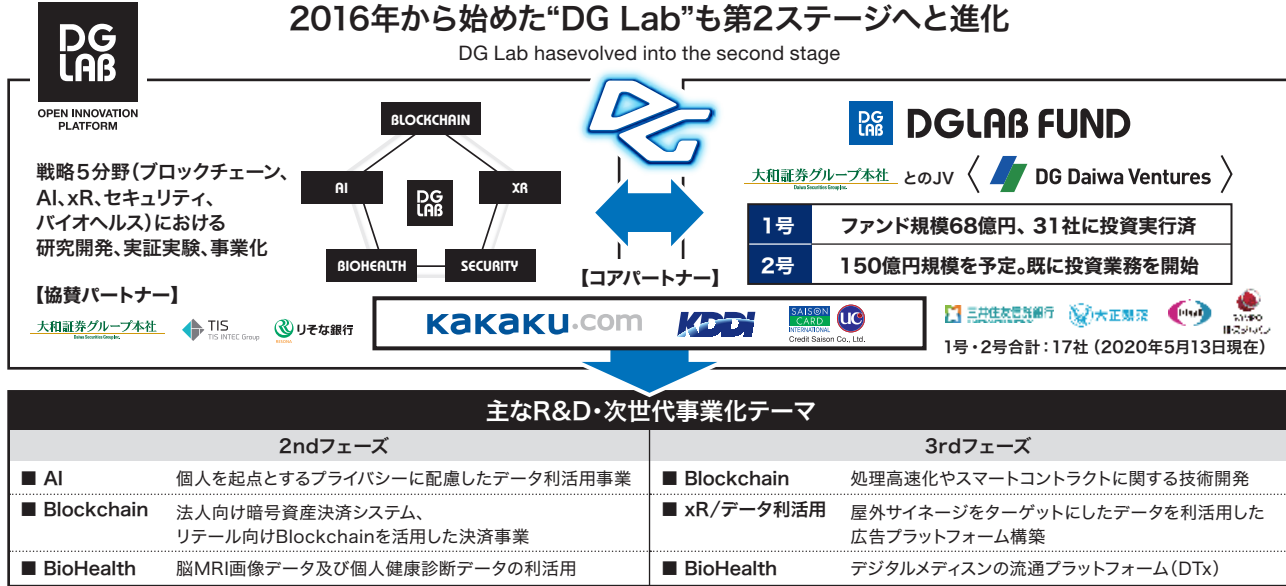 2016年から始めた“DG Lab”も第2ステージへと進化
DG Lab hasevolved into the second stage
DG
LAB
OPEN INNOVATION
PLATFORM
戦略5分野(ブロックチェーン、
AI、xR、セキュリティ、
バイオヘルス)における
研究開発、実証実験、事業化
BLOCKCHAIN
AI
XR
DG
LAB
BIOHEALTH
SECURITY
DG
DG
LAB
DGLAB FUND
大和証券グループ本社 とのJV 〈 DG Daiwa Ventures 〉
Daiwa Securities Group Inc.
1号 ファンド規模68億円、31社に投資実行済
2号 150億円規模を予定。既に投資業務を開始
【協賛パートナー】
大和証券グループ本社
Daiwa Securities Group Inc.
TIS
TIS INTEC Group
りそな銀行
RESONA
【コアパートナー】
kakaku.com
KDDI
SAISON
CARD
INTERNATIONAL
UC
Credit Saison Co., Ltd.
三井住友信託銀行
大正製薬
1号・2号合計:17社(2020年5月13日現在)
主なR&D・次世代事業化テーマ
2ndフェーズ
■ AI 個人を起点とするプライバシーに配慮したデータ利活用事業
■ Blockchain 法人向け暗号資産決済システム、
リテール向けBlockchainを活用した決済事業
■ BioHealth 脳MRI画像データ及び個人健康診断データの利活用
3rdフェーズ
■ Blockchain 処理高速化やスマートコントラクトに関する技術開発
■ xR/データ利活用 屋外サイネージをターゲットにしたデータを利活用した
広告プラットフォーム構築
■ BioHealth デジタルメディスンの流通プラットフォーム(DTx)